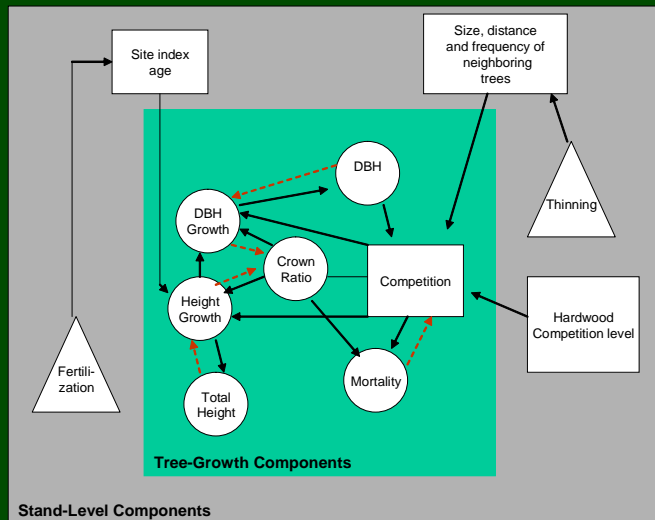 Site index
age
Size, distance
and frequency of
neighboring
trees
DBH
Thinning
DBH
Growth
Crown
Ratio
Competition
Height
Growth
Hardwood
Competition level
Fertili-
zation
Total
Height
Mortality
Tree-Growth Components
Stand-Level Components